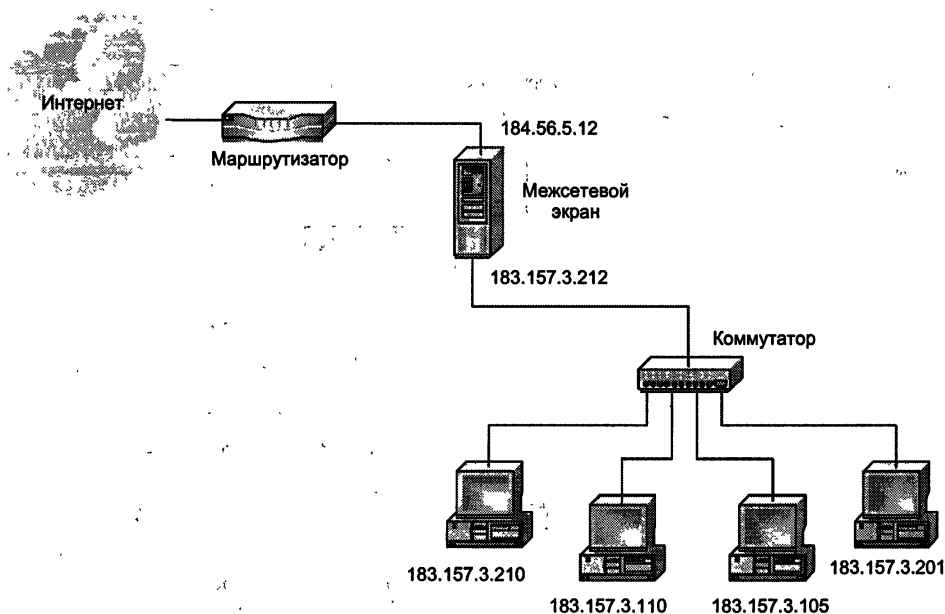 Интернет
Маршрутизатор
184.56.5.12
Межсетевой
экран
183.157.3.212
Коммутатор
183.157.3.210
183.157.3.110
183.157.3.105
183.157.3.201